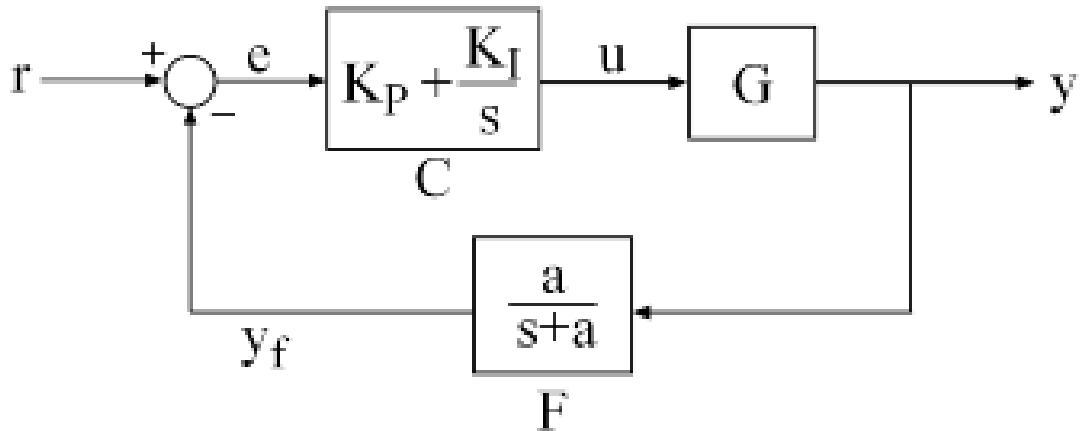 r
+
−
e
K_P + K_I/s
C
u
G
y
a/(s+a)
y_f
F